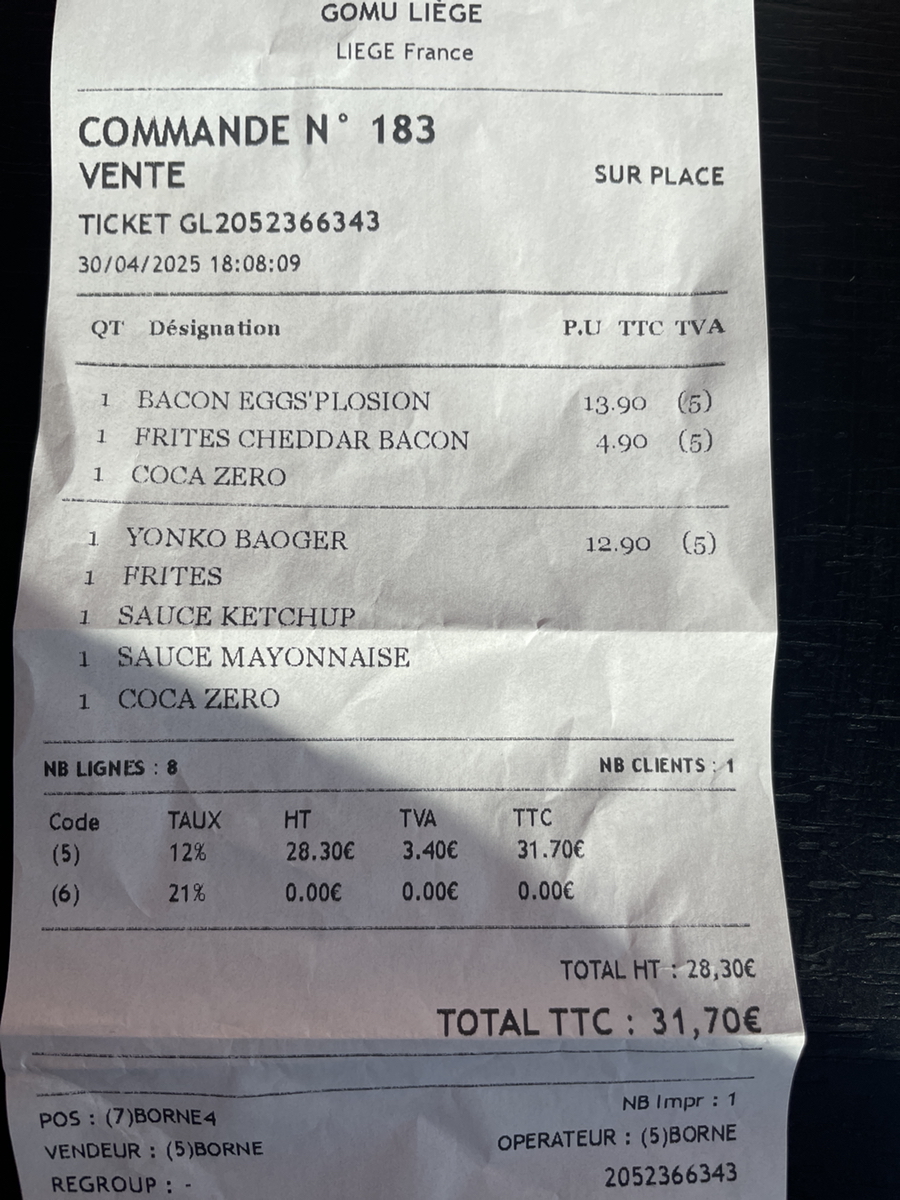 GOMU LIÈGE
LIEGE France
COMMANDE N° 183
VENTE SUR PLACE
TICKET GL2052366343
30/04/2025 18:08:09
QT Désignation P.U TTC TVA
1 BACON EGGS'PLOSION 13.90 (5)
1 FRITES CHEDDAR BACON 4.90 (5)
1 COCA ZERO
1 YONKO BAOGER 12.90 (5)
1 FRITES
1 SAUCE KETCHUP
1 SAUCE MAYONNAISE
1 COCA ZERO
NB LIGNES : 8 NB CLIENTS : 1
Code TAUX HT TVA TTC
(5) 12% 28.30€ 3.40€ 31.70€
(6) 21% 0.00€ 0.00€ 0.00€
TOTAL HT : 28,30€
TOTAL TTC : 31,70€
POS : (7)BORNE4 NB Impr : 1
VENDEUR : (5)BORNE OPERATEUR : (5)BORNE
REGROUP : - 2052366343